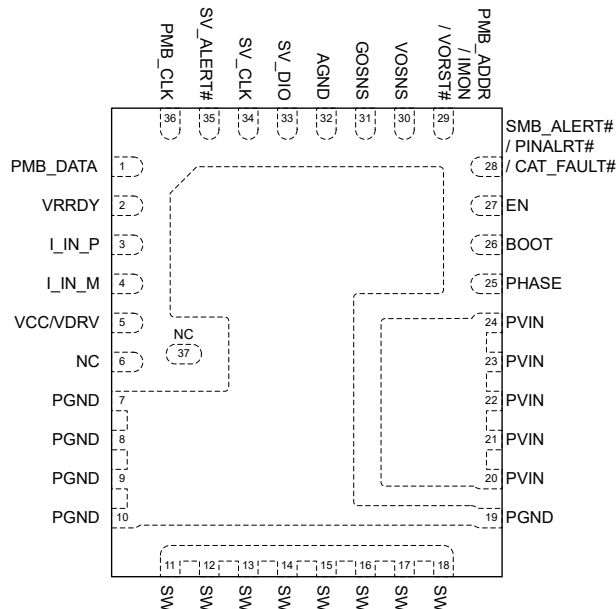 PMB_CLK
SV_ALERT#
SV_CLK
SV_DIO
AGND
GOSNS
VOSNS
PMB_ADDR
/ IMON
/ VORST#
36
35
34
33
32
31
30
29
PMB_DATA
VRRDY
I_IN_P
I_IN_M
VCC/VDRV
NC
PGND
PGND
PGND
PGND
1
2
3
4
5
6
7
8
9
10
NC
37
28
27
26
25
24
23
22
21
20
19
SMB_ALERT#
/ PINALRT#
/ CAT_FAULT#
EN
BOOT
PHASE
PVIN
PVIN
PVIN
PVIN
PVIN
PGND
11
12
13
14
15
16
17
18
SW
SW
SW
SW
SW
SW
SW
SW